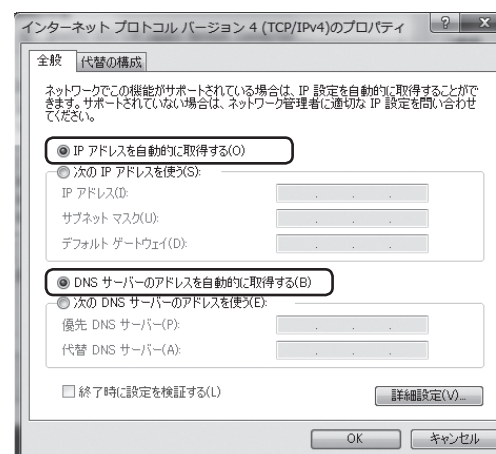 インターネット プロトコル バージョン 4 (TCP/IPv4)のプロパティ
全般
代替の構成
ネットワークでこの機能がサポートされている場合は、IP 設定を自動的に取得することがで
きます。サポートされていない場合は、ネットワーク管理者に適切な IP 設定を問い合わせ
てください。
IP アドレスを自動的に取得する(O)
次の IP アドレスを使う(S):
IP アドレス(I):
サブネット マスク(U):
デフォルト ゲートウェイ(D):
DNS サーバーのアドレスを自動的に取得する(B)
次の DNS サーバーのアドレスを使う(E):
優先 DNS サーバー(P):
代替 DNS サーバー(A):
終了時に設定を検証する(L)
詳細設定(V)...
OK
キャンセル